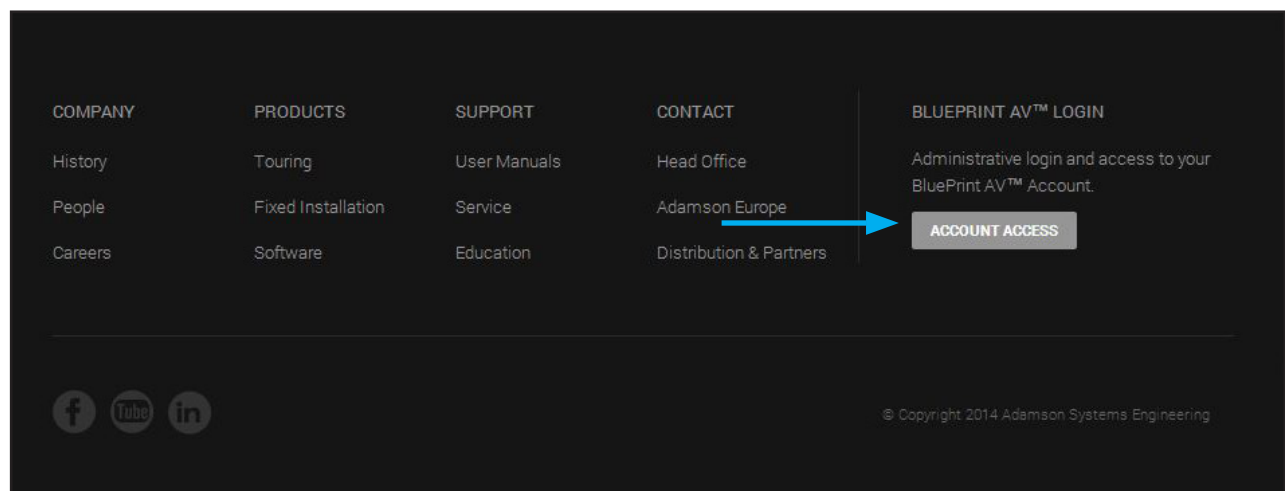 COMPANY
History
People
Careers
PRODUCTS
Touring
Fixed Installation
Software
SUPPORT
User Manuals
Service
Education
CONTACT
Head Office
Adamson Europe
Distribution & Partners
BLUEPRINT AV™ LOGIN
Administrative login and access to your
BluePrint AV™ Account.
ACCOUNT ACCESS
f
Tube
in
© Copyright 2014 Adamson Systems Engineering